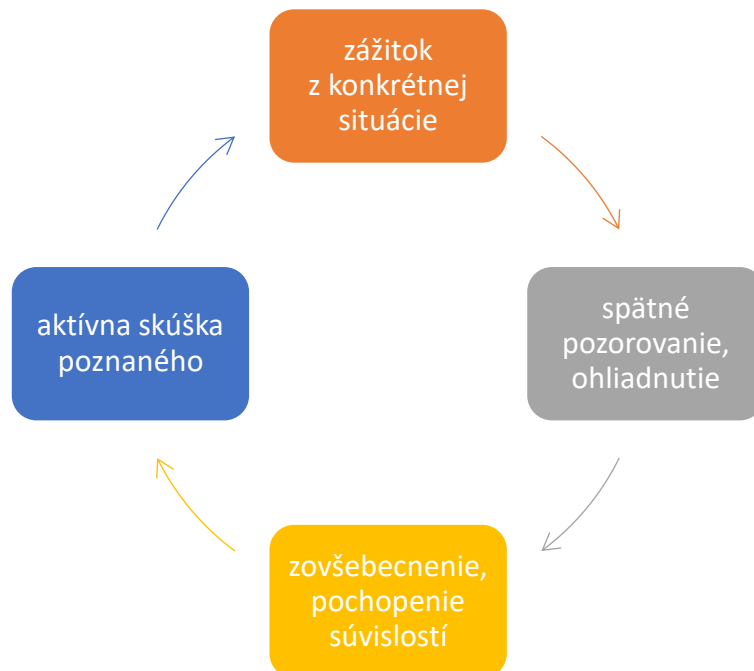 zážitok
z konkrétnej
situácie
spätné
pozorovanie,
ohliadnutie
zovšebecnenie,
pochopenie
súvislostí
aktívna skúška
poznaného